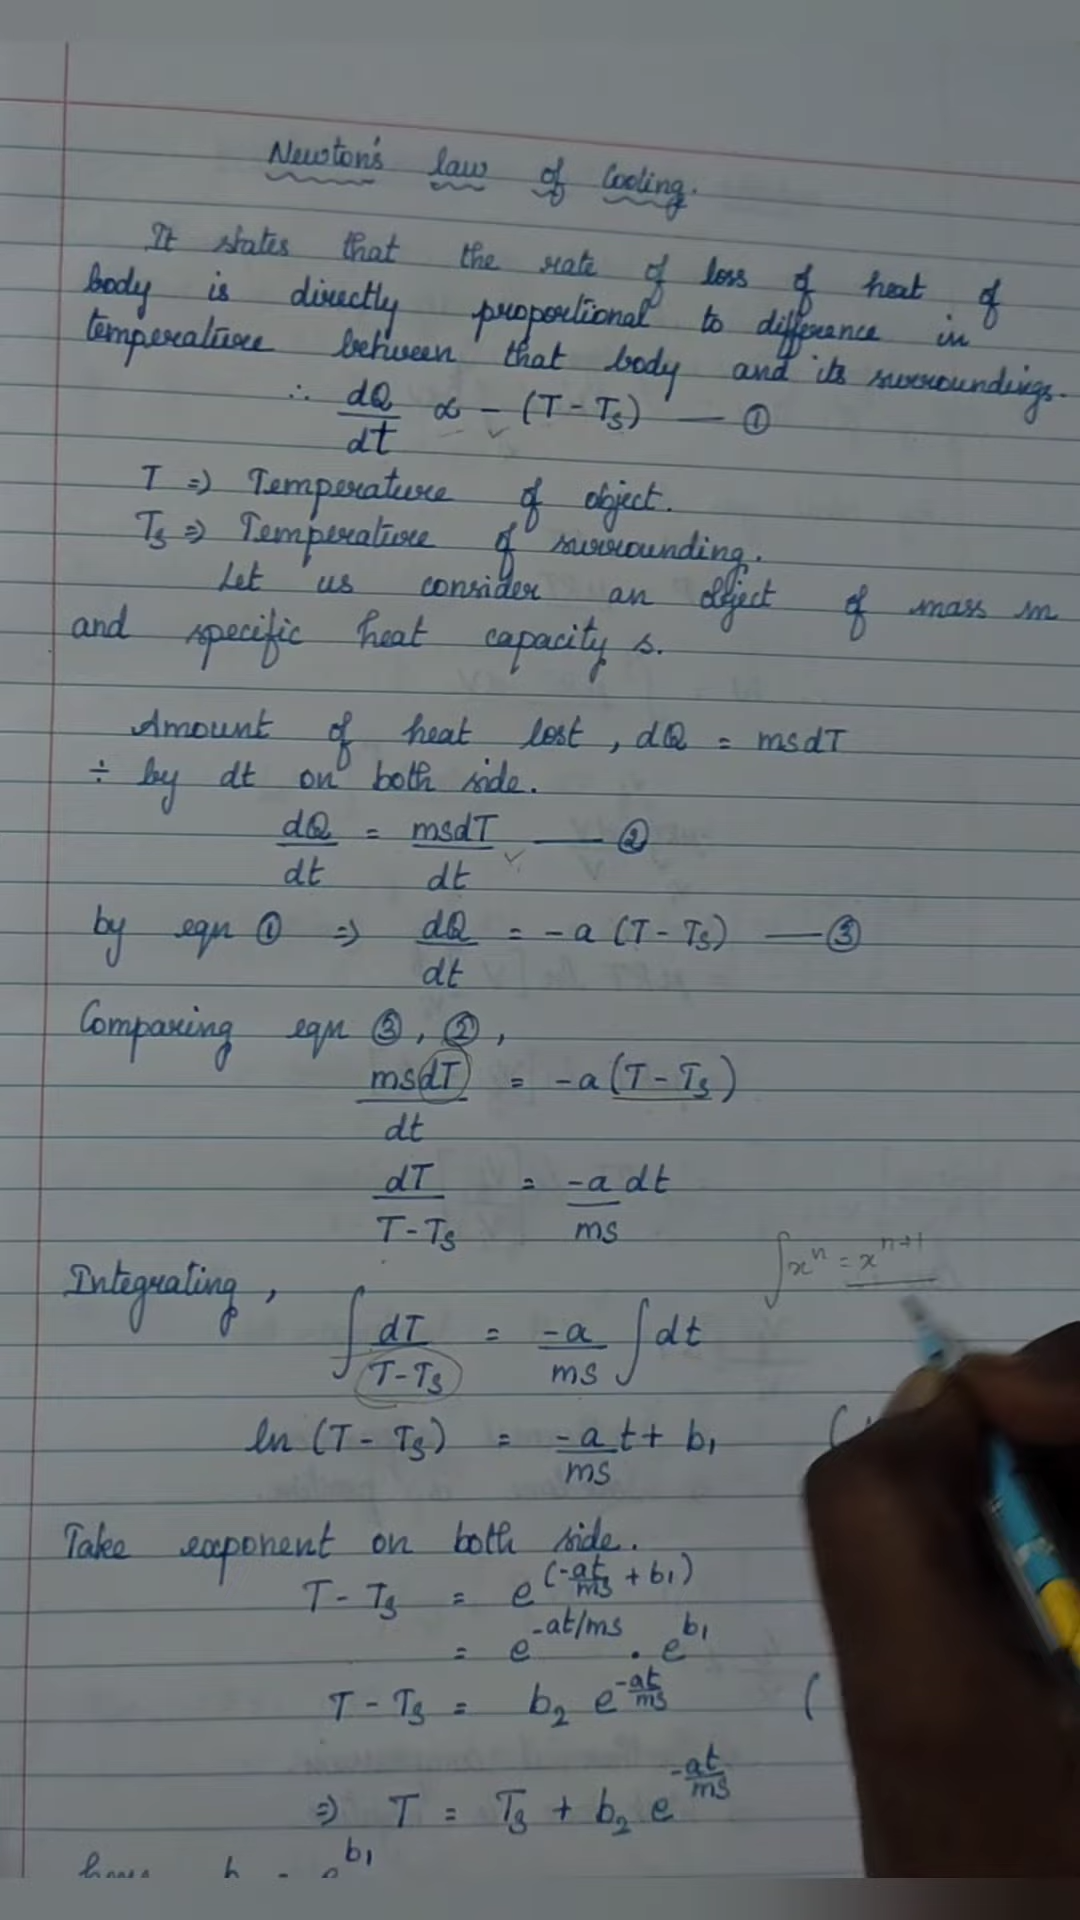 Newton's law of Cooling.
It states that the rate of loss of heat of
body is directly proportional to difference in
temperature between that body and its surroundings.
∴ dQ/dt ∝ - (T - Ts) — ①
T ⇒ Temperature of object.
Ts ⇒ Temperature of surrounding.
Let us consider an object of mass m
and specific heat capacity s.
Amount of heat lost, dQ = msdT
÷ by dt on both side.
dQ/dt = msdT/dt — ②
by eqn ① ⇒ dQ/dt = -a (T - Ts) — ③
Comparing eqn ③, ②,
msdT/dt = -a (T - Ts)
dT/(T - Ts) = -a/ms dt
∫xⁿ = xⁿ⁺¹
Integrating,
∫ dT/(T - Ts) = -a/ms ∫ dt
ln (T - Ts) = -a/ms t + b₁ (
Take exponent on both side.
T - Ts = e^(-at/ms + b₁)
= e^-at/ms . e^b₁
T - Ts = b₂ e^-at/ms (
⇒ T = Ts + b₂ e^-at/ms